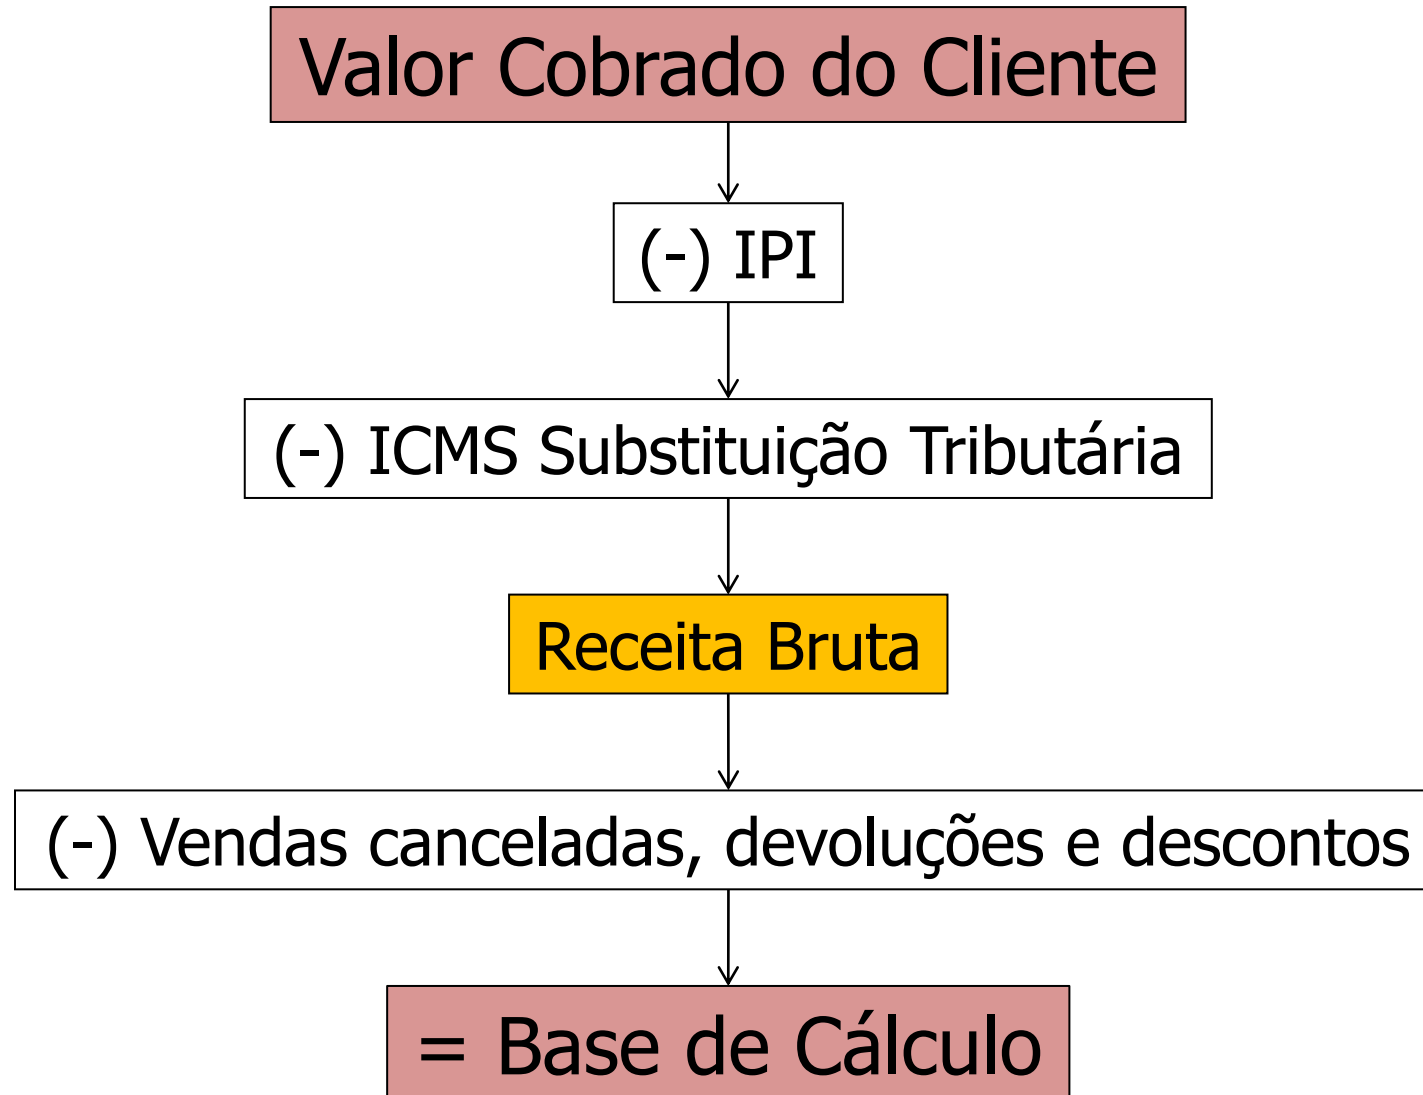 Valor Cobrado do Cliente
(-) IPI
(-) ICMS Substituição Tributária
Receita Bruta
(-) Vendas canceladas, devoluções e descontos
= Base de Cálculo